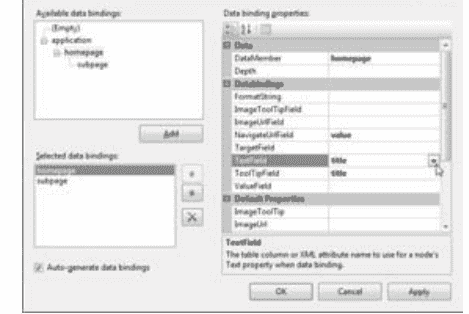 Available data bindings:
(Empty)
application
homepage
subpage
Add
Selected data bindings:
homepage
subpage
Auto-generate data bindings
Data binding properties:
Data
DataMember homepage
Depth
Databindings
FormatString
ImageToolTipField
ImageUrlField
NavigateUrlField value
TargetField
TextField title
ToolTipField title
ValueField
Default Properties
ImageToolTip
ImageUrl
TextField
The table column or XML attribute name to use for a node's
Text property when data binding.
OK Cancel Apply